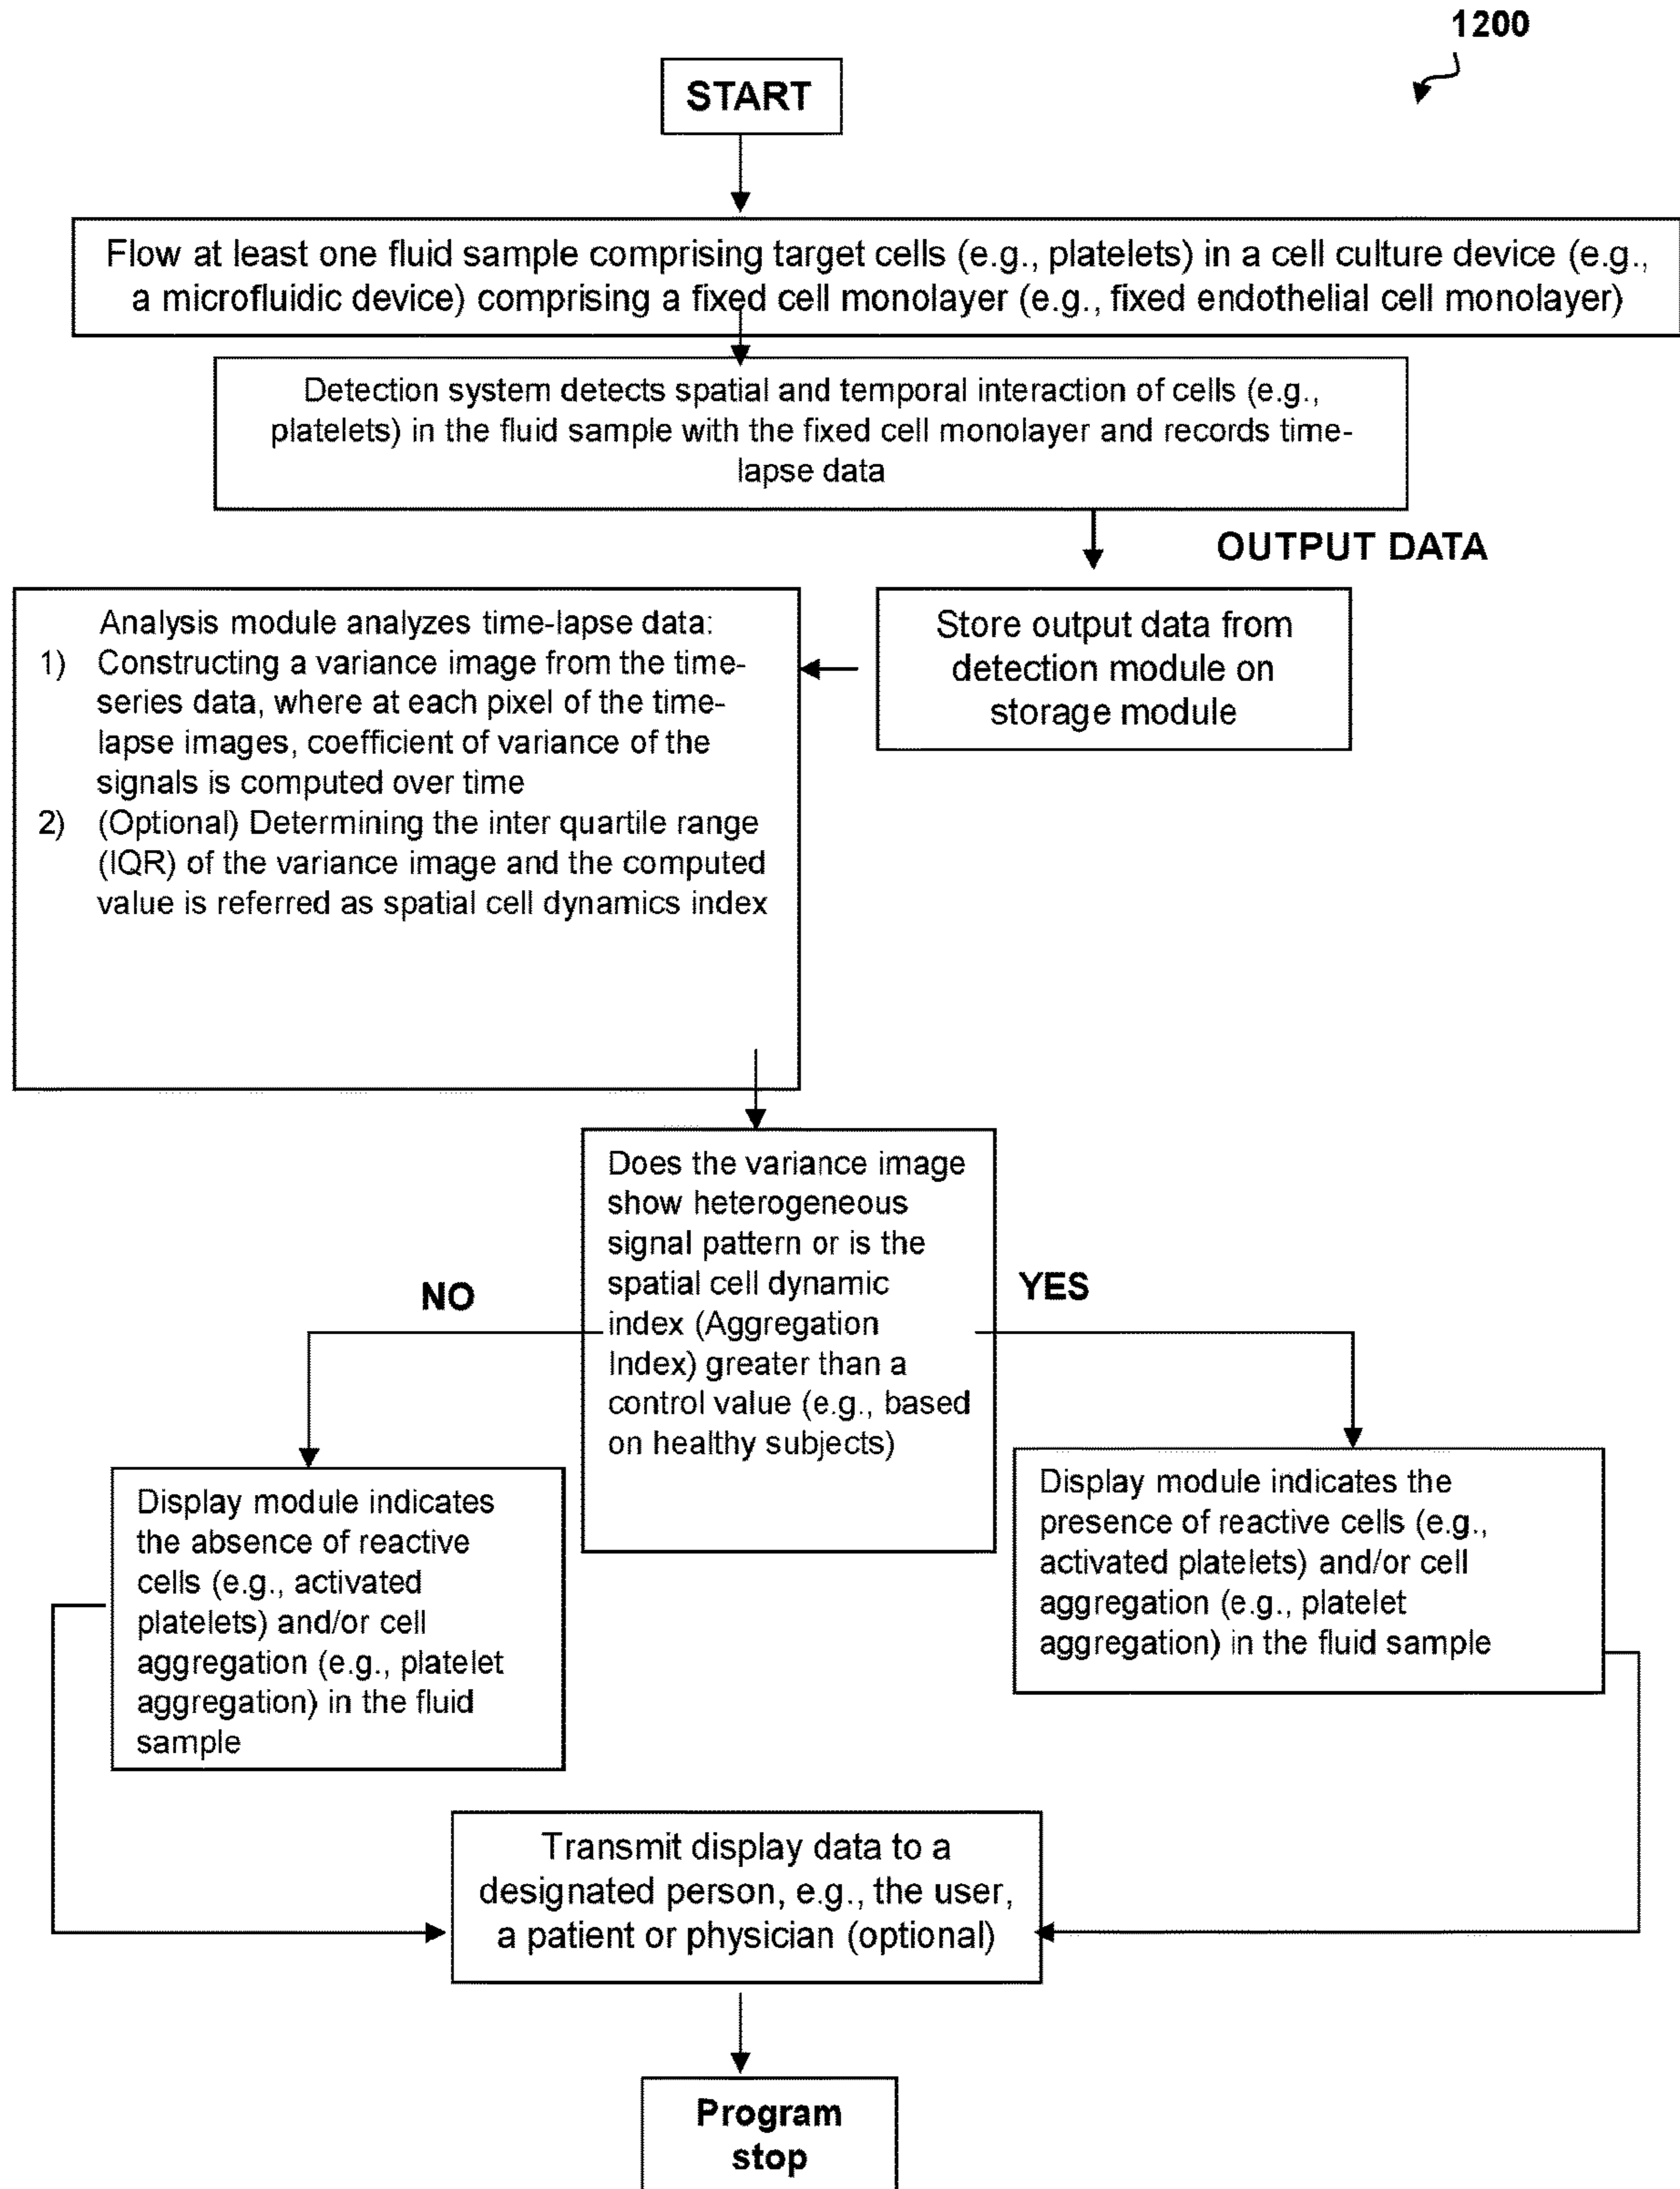 1200
START
Flow at least one fluid sample comprising target cells (e.g., platelets) in a cell culture device (e.g.,
a microfluidic device) comprising a fixed cell monolayer (e.g., fixed endothelial cell monolayer)
Detection system detects spatial and temporal interaction of cells (e.g.,
platelets) in the fluid sample with the fixed cell monolayer and records time-
lapse data
OUTPUT DATA
Store output data from
detection module on
storage module
Analysis module analyzes time-lapse data:
1) Constructing a variance image from the time-
series data, where at each pixel of the time-
lapse images, coefficient of variance of the
signals is computed over time
2) (Optional) Determining the inter quartile range
(IQR) of the variance image and the computed
value is referred as spatial cell dynamics index
Does the variance image
show heterogeneous
signal pattern or is the
spatial cell dynamic
index (Aggregation
Index) greater than a
control value (e.g., based
on healthy subjects)
NO
YES
Display module indicates
the absence of reactive
cells (e.g., activated
platelets) and/or cell
aggregation (e.g., platelet
aggregation) in the fluid
sample
Display module indicates the
presence of reactive cells (e.g.,
activated platelets) and/or cell
aggregation (e.g., platelet
aggregation) in the fluid sample
Transmit display data to a
designated person, e.g., the user,
a patient or physician (optional)
Program
stop